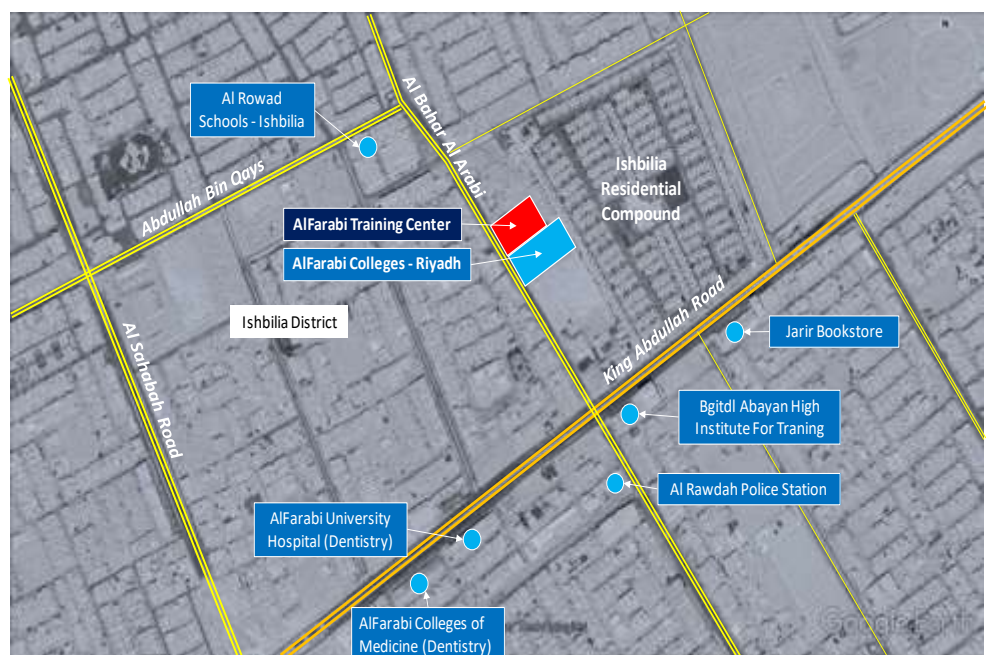 N
Al Rowad
Schools - Ishbilia
Al Bahar Al Arabi
Abdullah Bin Qays
Ishbilia
Residential
Compound
AlFarabi Training Center
AlFarabi Colleges - Riyadh
Ishbilia District
Al Sahabah Road
King Abdullah Road
Jarir Bookstore
Bgitdl Abayan High
Institute For Traning
Al Rawdah Police Station
AlFarabi University
Hospital (Dentistry)
AlFarabi Colleges of
Medicine (Dentistry)
Google earth